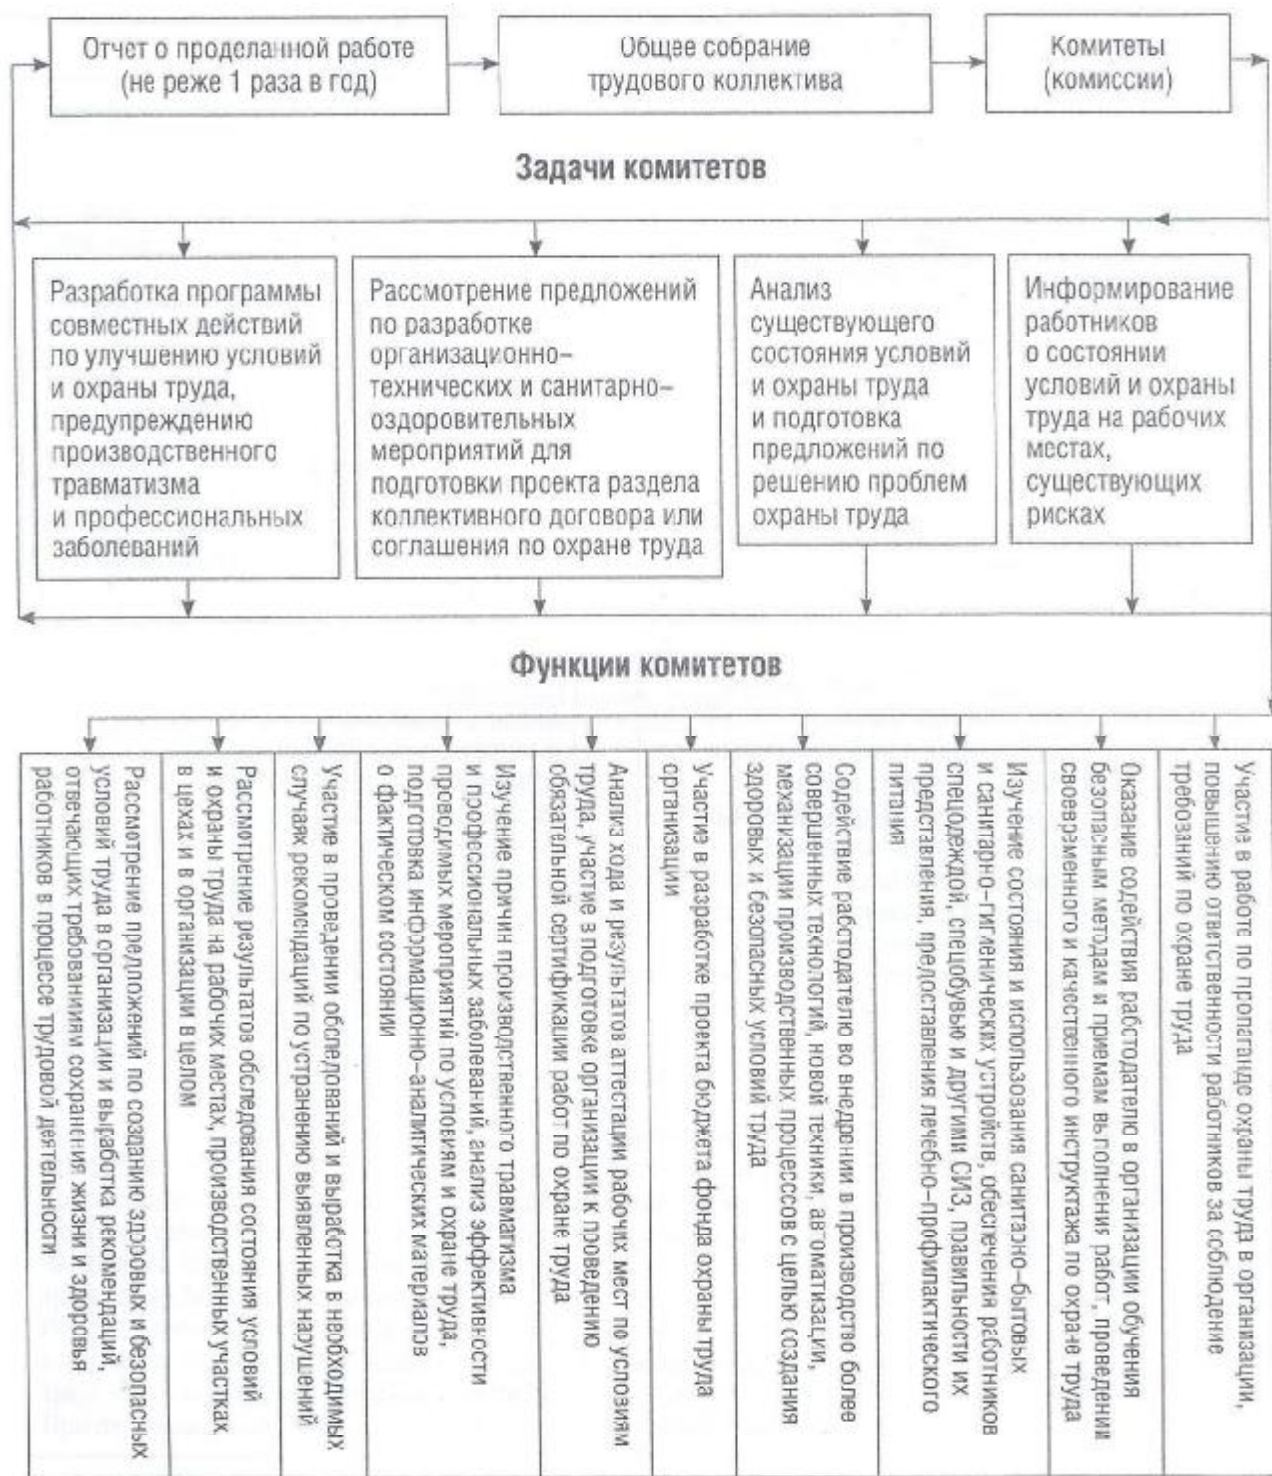 Отчет о проделанной работе
(не реже 1 раза в год)
Общее собрание
трудового коллектива
Комитеты
(комиссии)
Задачи комитетов
Разработка программы
совместных действий
по улучшению условий
и охраны труда,
предупреждению
производственного
травматизма
и профессиональных
заболеваний
Рассмотрение предложений
по разработке
организационно–
технических и санитарно–
оздоровительных
мероприятий для
подготовки проекта раздела
коллективного договора или
соглашения по охране труда
Анализ
существующего
состояния условий
и охраны труда
и подготовка
предложений по
решению проблем
охраны труда
Информирование
работников
о состоянии
условий и охраны
труда на рабочих
местах,
существующих
рисках
Функции комитетов
Рассмотрение предложений по созданию здоровых и безопасных
условий труда в организации и выработка рекомендаций,
отвечающих требованиям сохранения жизни и здоровья
работников в процессе трудовой деятельности
Рассмотрение результатов обследования состояния условий
и охраны труда на рабочих местах, производственных участках
в цехах и в организации в целом
Участие в проведении обследований и выработка в необходимых
случаях рекомендаций по устранению выявленных нарушений
Изучение причин производственного травматизма
и профессиональных заболеваний, анализ эффективности
проводимых мероприятий по условиям и охране труда,
подготовка информационно–аналитических материалов
о фактическом состоянии
Анализ хода и результатов аттестации рабочих мест по условиям
труда, участие в подготовке организации к проведению
обязательной сертификации работ по охране труда
Участие в разработке проекта бюджета фонда охраны труда
организации
Содействие работодателю во внедрении в производство более
совершенных технологий, новой техники, автоматизации,
механизации производственных процессов с целью создания
здоровых и безопасных условий труда
Изучение состояния и использования санитарно–бытовых
и санитарно–гигиенических устройств, обеспечения работников
спецодеждой, спецобувью и другими СИЗ, правильности их
предоставления, предоставления лечебно–профилактического
питания
Оказание содействия работодателю в организации обучения
безопасным методам и приемам выполнения работ, проведении
своевременного и качественного инструктажа по охране труда
Участие в работе по пропаганде охраны труда в организации,
повышению ответственности работников за соблюдение
требований по охране труда